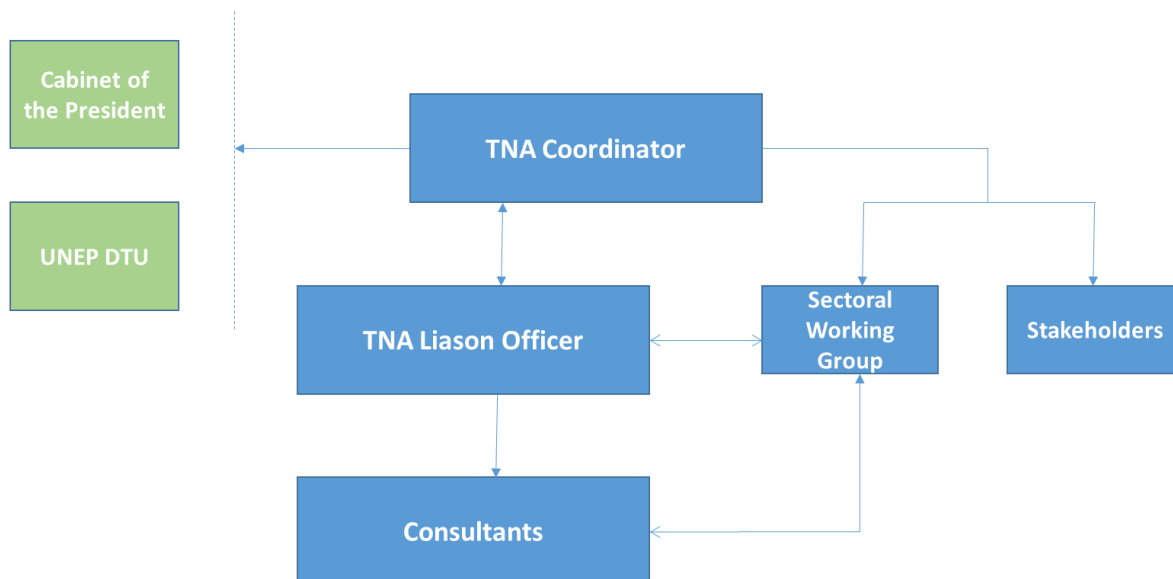 Cabinet of
the President
TNA Coordinator
UNEP DTU
TNA Liason Officer
Sectoral
Working
Group
Stakeholders
Consultants